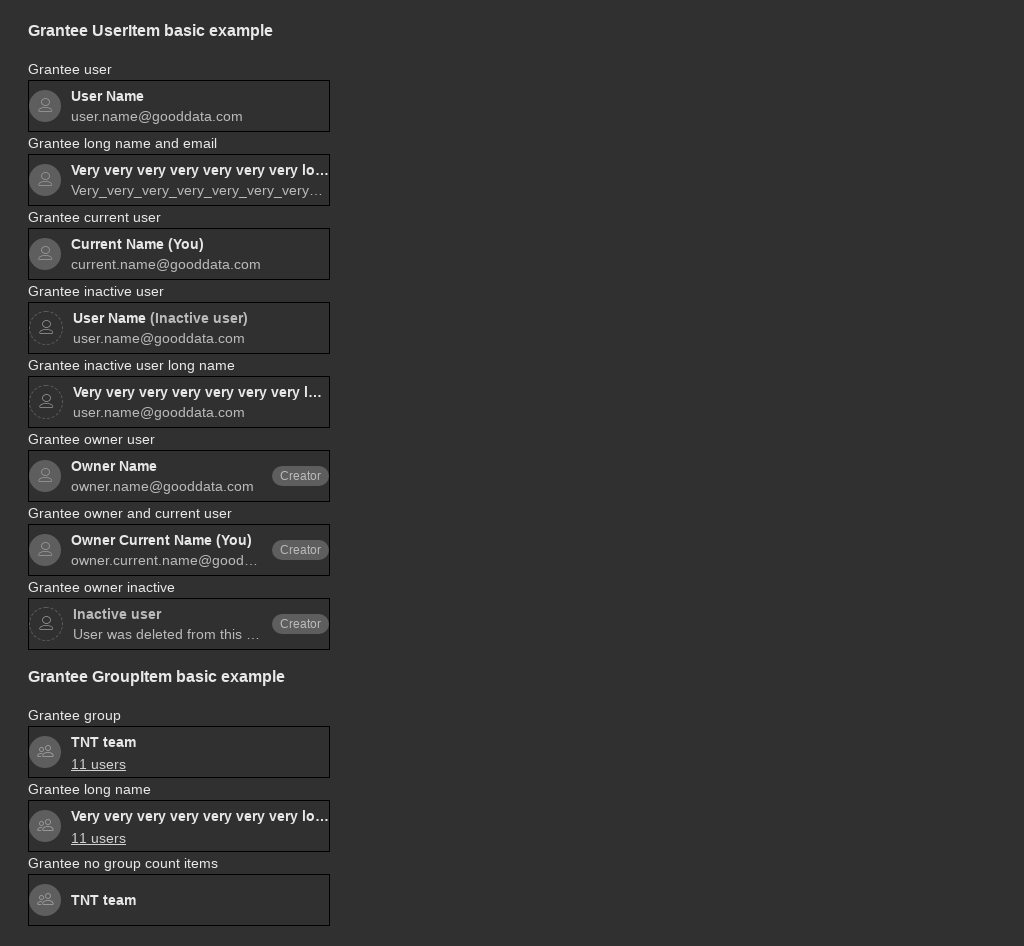 Grantee UserItem basic example
Grantee user
User Name
user.name@gooddata.com
Grantee long name and email
Very very very very very very very lo…
Very_very_very_very_very_very_very…
Grantee current user
Current Name (You)
current.name@gooddata.com
Grantee inactive user
User Name (Inactive user)
user.name@gooddata.com
Grantee inactive user long name
Very very very very very very very l…
user.name@gooddata.com
Grantee owner user
Owner Name
owner.name@gooddata.com
Creator
Grantee owner and current user
Owner Current Name (You)
owner.current.name@good…
Creator
Grantee owner inactive
Inactive user
User was deleted from this …
Creator
Grantee GroupItem basic example
Grantee group
TNT team
11 users
Grantee long name
Very very very very very very very lo…
11 users
Grantee no group count items
TNT team